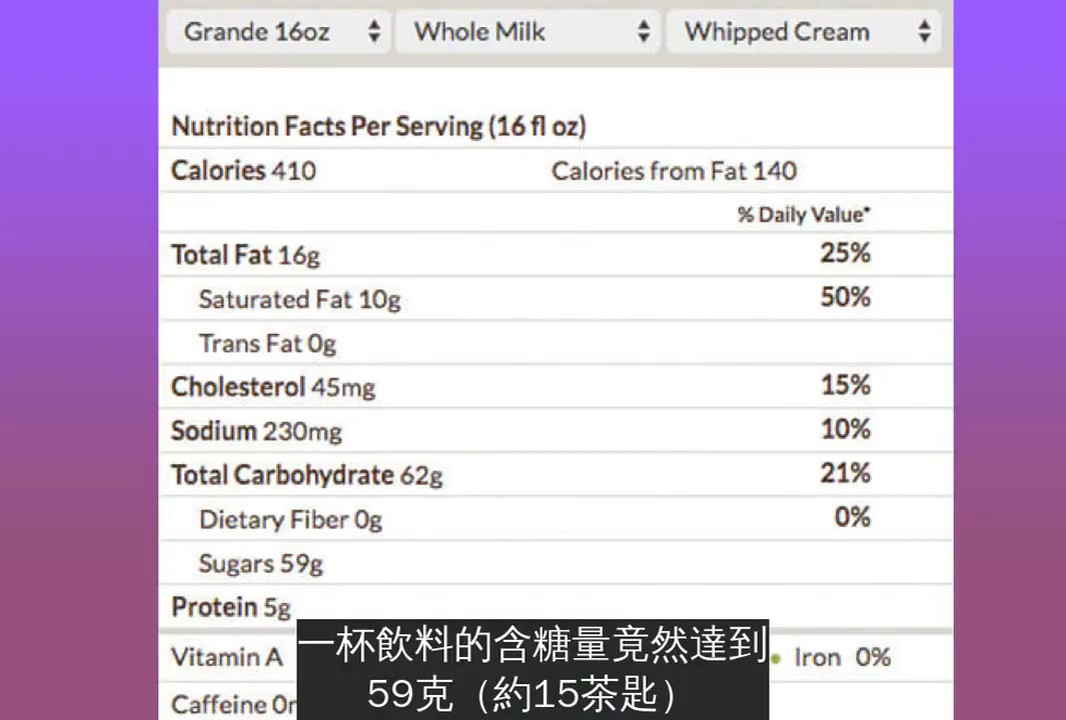 Grande 16oz Whole Milk Whipped Cream
Nutrition Facts Per Serving (16 fl oz)
Calories 410 Calories from Fat 140
% Daily Value*
Total Fat 16g 25%
Saturated Fat 10g 50%
Trans Fat 0g
Cholesterol 45mg 15%
Sodium 230mg 10%
Total Carbohydrate 62g 21%
Dietary Fiber 0g 0%
Sugars 59g
Protein 5g
Vitamin A • Iron 0%
Caffeine
一杯飲料的含糖量竟然達到
59克（約15茶匙）